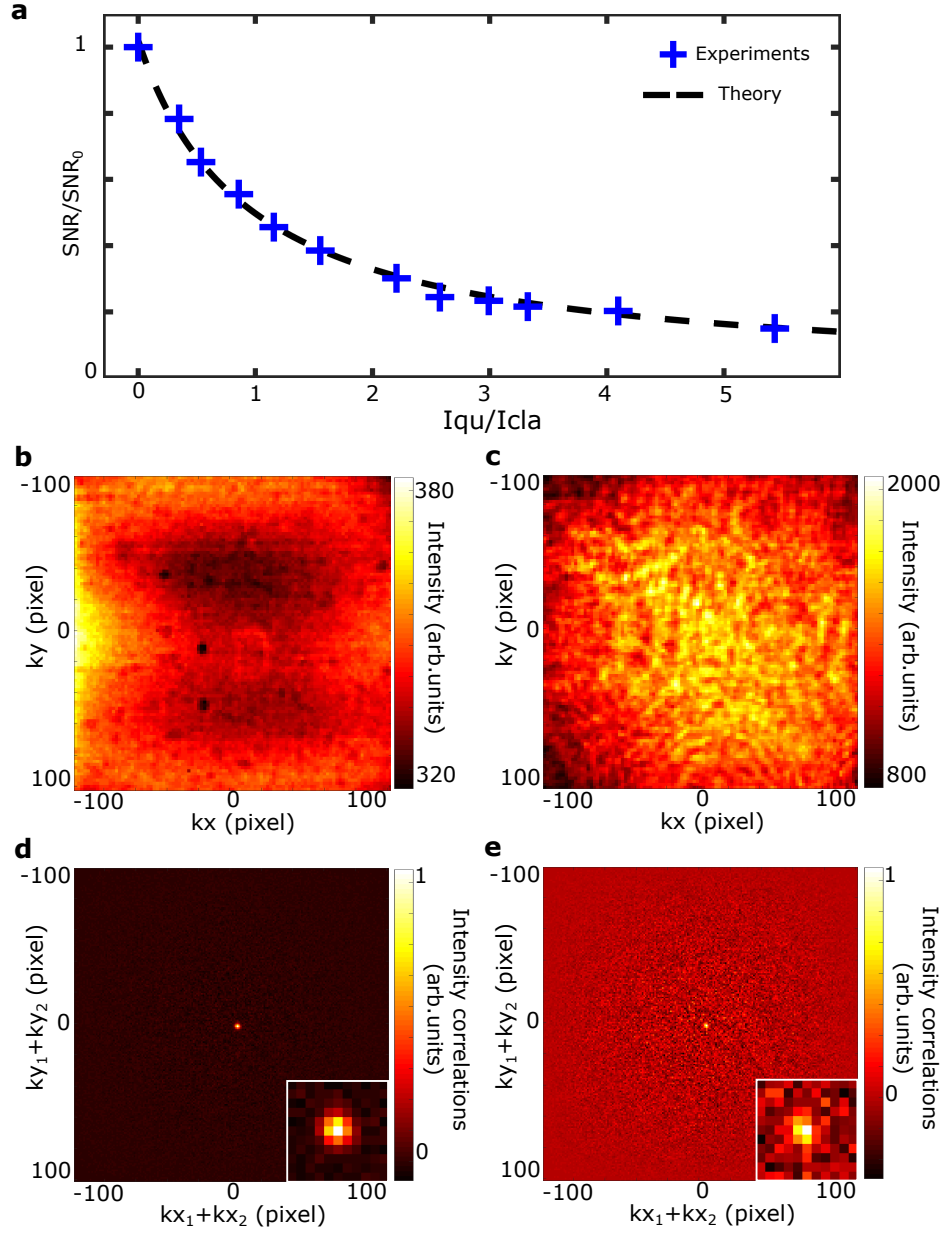 a
1
0
SNR/SNR₀
Experiments
Theory
0 1 2 3 4 5
Iqu/Icla
b
-100
0
100
ky (pixel)
-100 0 100
kx (pixel)
380
320
Intensity (arb.units)
c
-100
0
100
ky (pixel)
-100 0 100
kx (pixel)
2000
800
Intensity (arb.units)
d
-100
0
100
ky₁+ky₂ (pixel)
-100 0 100
kx₁+kx₂ (pixel)
1
0
Intensity correlations
(arb.units)
e
-100
0
100
ky₁+ky₂ (pixel)
-100 0 100
kx₁+kx₂ (pixel)
1
0
Intensity correlations
(arb.units)